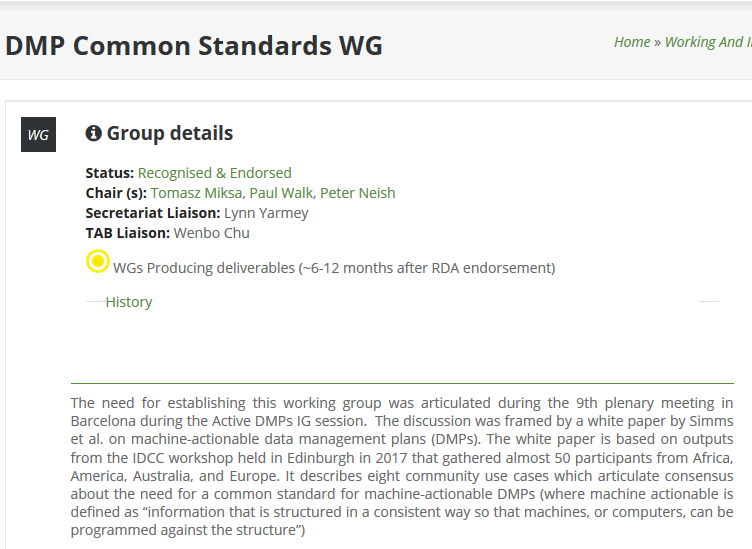 DMP Common Standards WG
Home » Working And
WG
Group details
Status: Recognised & Endorsed
Chair (s): Tomasz Miksa, Paul Walk, Peter Neish
Secretariat Liaison: Lynn Yarmey
TAB Liaison: Wenbo Chu
WGs Producing deliverables (~6-12 months after RDA endorsement)
History
The need for establishing this working group was articulated during the 9th plenary meeting in
Barcelona during the Active DMPs IG session. The discussion was framed by a white paper by Simms
et al. on machine-actionable data management plans (DMPs). The white paper is based on outputs
from the IDCC workshop held in Edinburgh in 2017 that gathered almost 50 participants from Africa,
America, Australia, and Europe. It describes eight community use cases which articulate consensus
about the need for a common standard for machine-actionable DMPs (where machine actionable is
defined as “information that is structured in a consistent way so that machines, or computers, can be
programmed against the structure”)